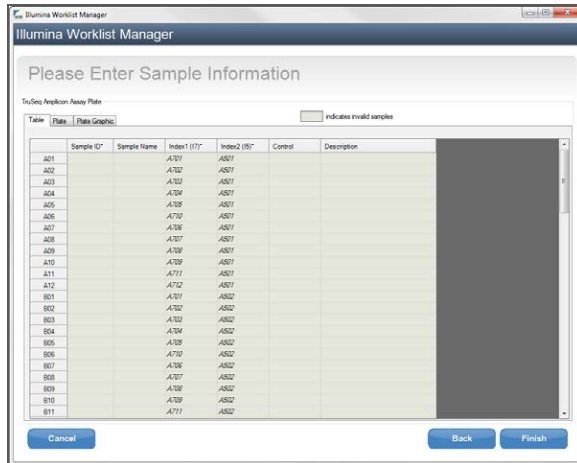 Illumina Worklist Manager
Illumina Worklist Manager
Please Enter Sample Information
TruSeq Amplicon Assay Plate
indicates invalid samples
Table Plate Plate Graphic
Sample ID* Sample Name Index1 (I7)* Index2 (I5)* Control Description
A01 A701 A501
A02 A702 A501
A03 A703 A501
A04 A704 A501
A05 A705 A501
A06 A710 A501
A07 A706 A501
A08 A707 A501
A09 A708 A501
A10 A709 A501
A11 A711 A501
A12 A712 A501
B01 A701 A502
B02 A702 A502
B03 A703 A502
B04 A704 A502
B05 A705 A502
B06 A710 A502
B07 A706 A502
B08 A707 A502
B09 A708 A502
B10 A709 A502
B11 A711 A502
Cancel Back Finish